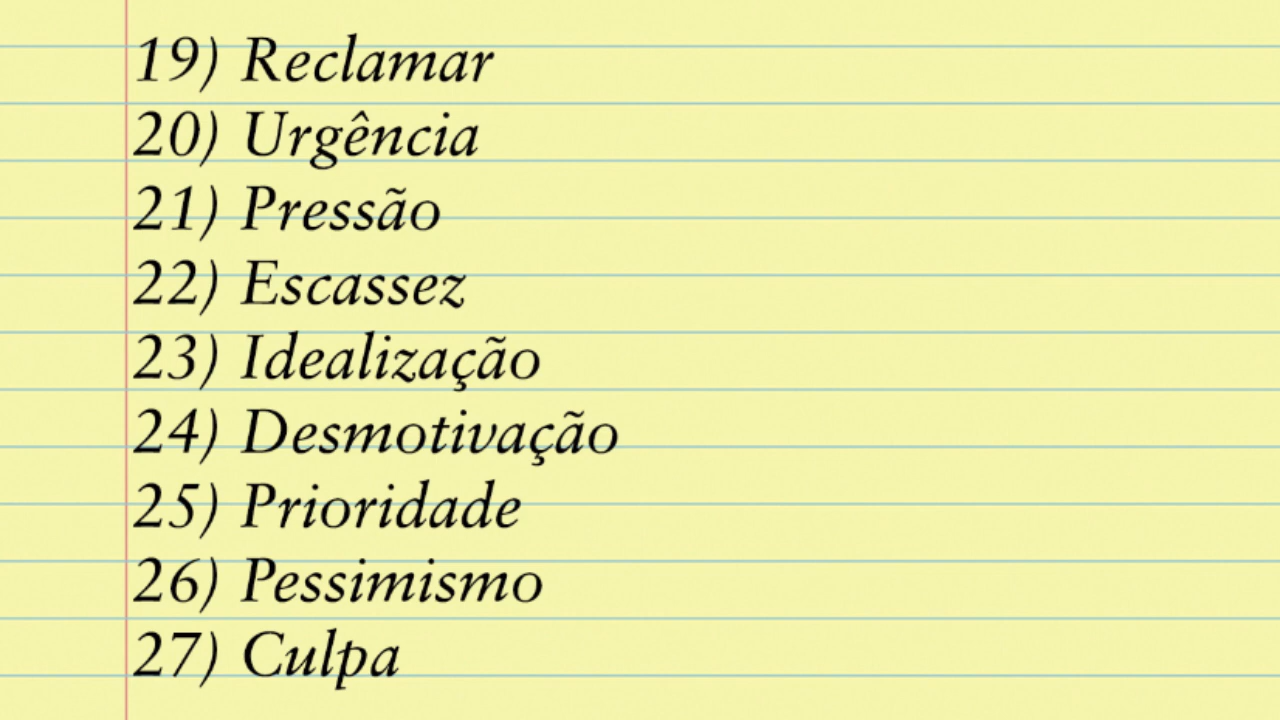 19) Reclamar
20) Urgência
21) Pressão
22) Escassez
23) Idealização
24) Desmotivação
25) Prioridade
26) Pessimismo
27) Culpa